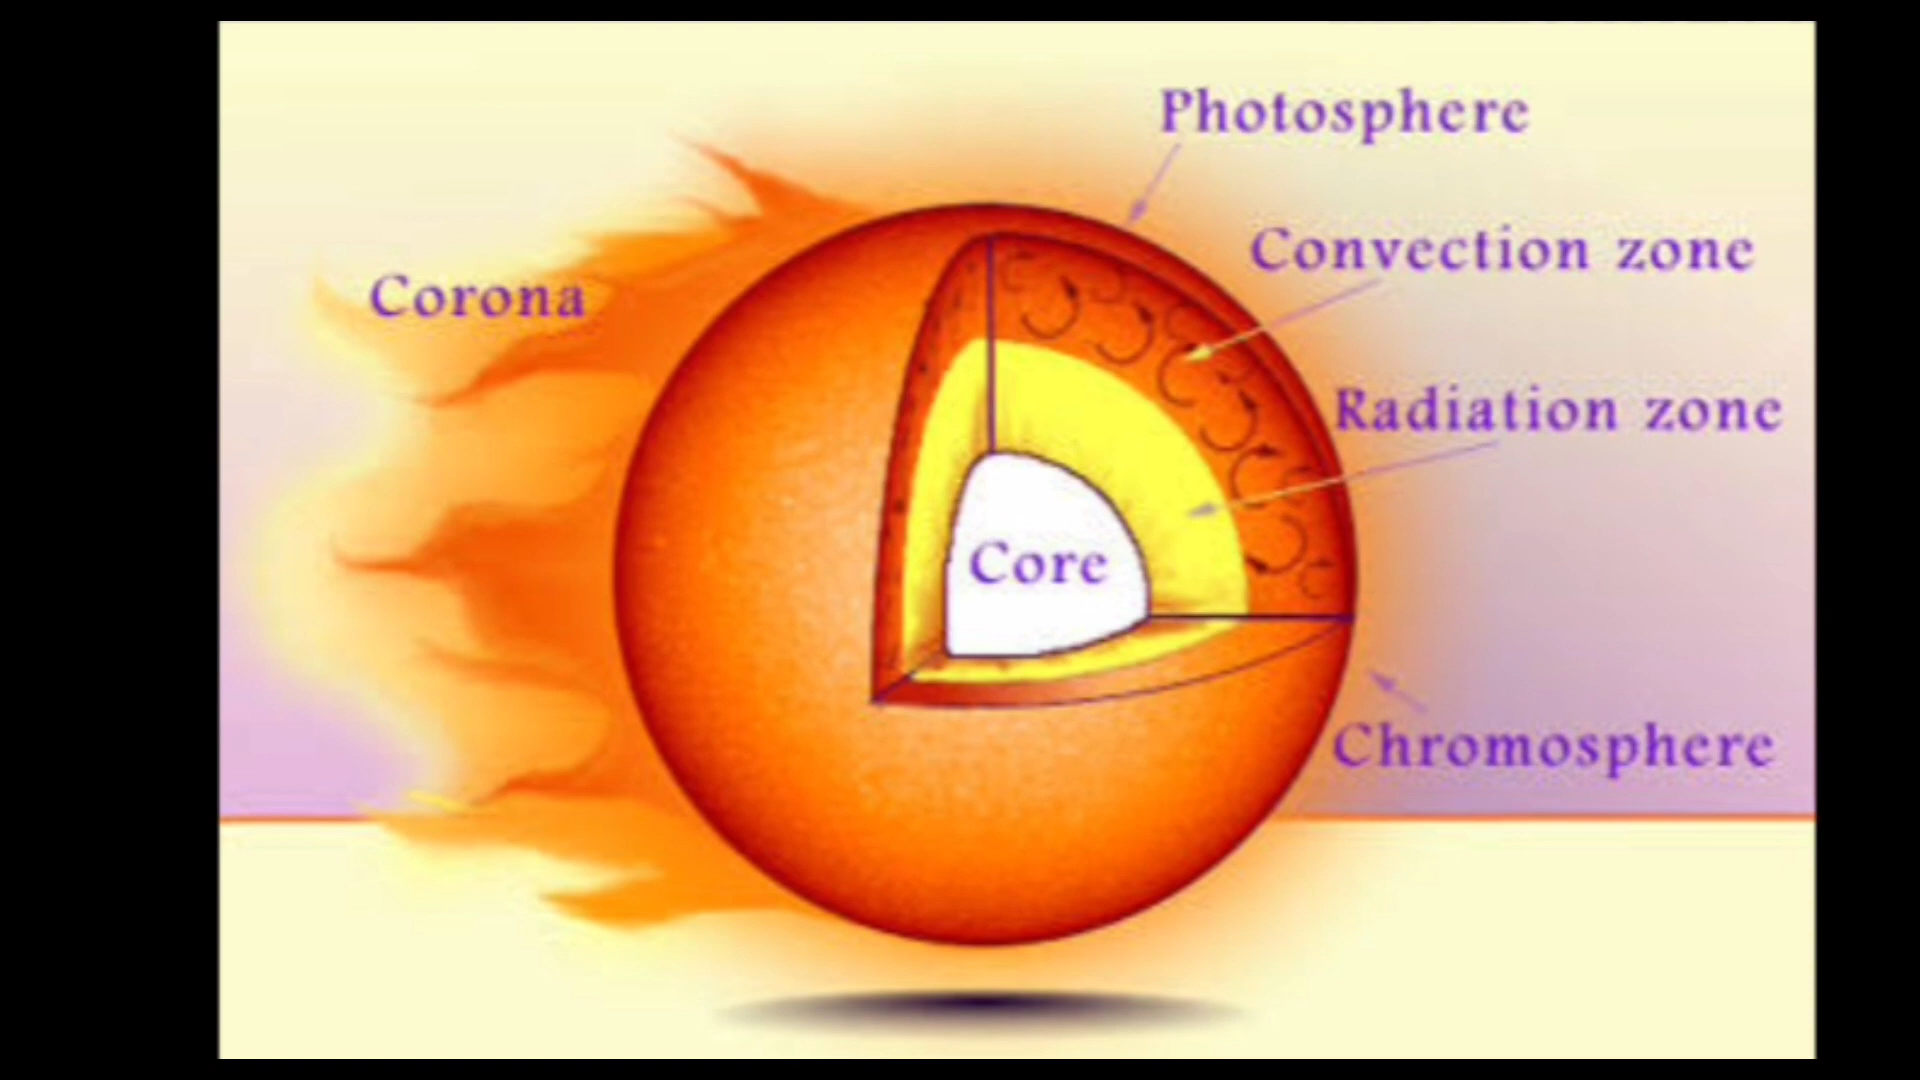 Photosphere
Convection zone
Corona
Radiation zone
Core
Chromosphere